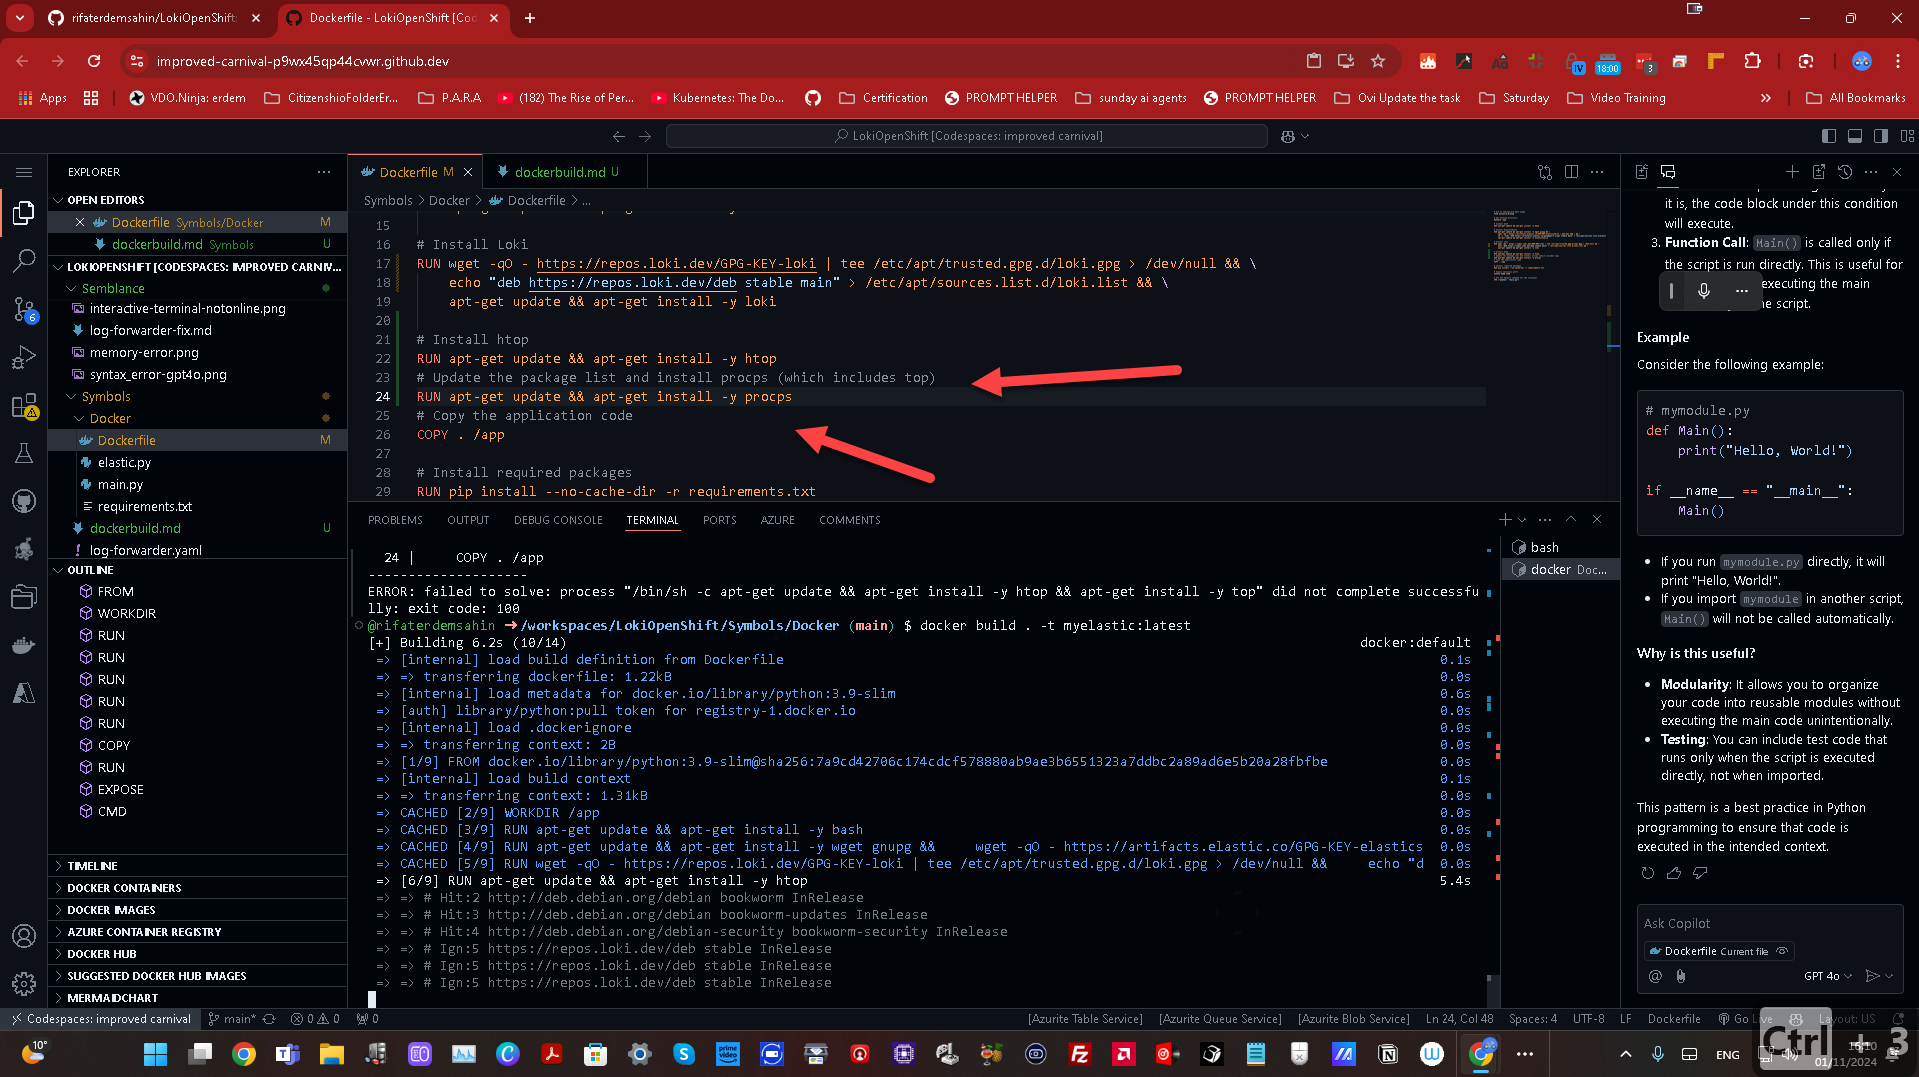 rifaterdemsahin/LokiOpenShift:
Dockerfile - LokiOpenShift [Cod
improved-carnival-p9wx45qp44cvwr.github.dev
18:00
3
Apps
VDO.Ninja: erdem
CitizenshioFolderEr...
P.A.R.A
(182) The Rise of Per...
Kubernetes: The Do...
Certification
PROMPT HELPER
sunday ai agents
PROMPT HELPER
Ovi Update the task
Saturday
Video Training
All Bookmarks
LokiOpenShift [Codespaces: improved carnival]
EXPLORER
OPEN EDITORS
Dockerfile Symbols/Docker M
dockerbuild.md Symbols U
LOKIOPENSHIFT [CODESPACES: IMPROVED CARNIV...
Semblance
interactive-terminal-notonline.png
log-forwarder-fix.md
memory-error.png
syntax_error-gpt4o.png
Symbols
Docker
Dockerfile M
elastic.py
main.py
requirements.txt
dockerbuild.md U
log-forwarder.yaml
6
OUTLINE
FROM
WORKDIR
RUN
RUN
RUN
RUN
RUN
COPY
RUN
EXPOSE
CMD
TIMELINE
DOCKER CONTAINERS
DOCKER IMAGES
AZURE CONTAINER REGISTRY
DOCKER HUB
SUGGESTED DOCKER HUB IMAGES
MERMAIDCHART
Dockerfile M
dockerbuild.md U
Symbols > Docker > Dockerfile > ...
15
16 # Install Loki
17 RUN wget -qO - https://repos.loki.dev/GPG-KEY-loki | tee /etc/apt/trusted.gpg.d/loki.gpg > /dev/null && \
18 echo "deb https://repos.loki.dev/deb stable main" > /etc/apt/sources.list.d/loki.list && \
19 apt-get update && apt-get install -y loki
20
21 # Install htop
22 RUN apt-get update && apt-get install -y htop
23 # Update the package list and install procps (which includes top)
24 RUN apt-get update && apt-get install -y procps
25 # Copy the application code
26 COPY . /app
27
28 # Install required packages
29 RUN pip install --no-cache-dir -r requirements.txt
PROBLEMS OUTPUT DEBUG CONSOLE TERMINAL PORTS AZURE COMMENTS
bash
docker Doc...
24 | COPY . /app
--------------------
ERROR: failed to solve: process "/bin/sh -c apt-get update && apt-get install -y htop && apt-get install -y top" did not complete successfu
lly: exit code: 100
@rifaterdemsahin ➜/workspaces/LokiOpenShift/Symbols/Docker (main) $ docker build . -t myelastic:latest
[+] Building 6.2s (10/14) docker:default
=> [internal] load build definition from Dockerfile 0.1s
=> => transferring dockerfile: 1.22kB 0.0s
=> [internal] load metadata for docker.io/library/python:3.9-slim 0.6s
=> [auth] library/python:pull token for registry-1.docker.io 0.0s
=> [internal] load .dockerignore 0.0s
=> => transferring context: 2B 0.0s
=> [1/9] FROM docker.io/library/python:3.9-slim@sha256:7a9cd42706c174cdcf578880ab9ae3b6551323a7ddbc2a89ad6e5b20a28fbfbe 0.0s
=> [internal] load build context 0.1s
=> => transferring context: 1.31kB 0.0s
=> CACHED [2/9] WORKDIR /app 0.0s
=> CACHED [3/9] RUN apt-get update && apt-get install -y bash 0.0s
=> CACHED [4/9] RUN apt-get update && apt-get install -y wget gnupg && wget -qO - https://artifacts.elastic.co/GPG-KEY-elastics 0.0s
=> CACHED [5/9] RUN wget -qO - https://repos.loki.dev/GPG-KEY-loki | tee /etc/apt/trusted.gpg.d/loki.gpg > /dev/null && echo "d 0.0s
=> [6/9] RUN apt-get update && apt-get install -y htop 5.4s
=> => # Hit:2 http://deb.debian.org/debian bookworm InRelease
=> => # Hit:3 http://deb.debian.org/debian bookworm-updates InRelease
=> => # Hit:4 http://deb.debian.org/debian-security bookworm-security InRelease
=> => # Ign:5 https://repos.loki.dev/deb stable InRelease
=> => # Ign:5 https://repos.loki.dev/deb stable InRelease
=> => # Ign:5 https://repos.loki.dev/deb stable InRelease
it is, the code block under this condition
will execute.
3. Function Call: Main() is called only if
the script is run directly. This is useful for
executing the main
he script.
Example
Consider the following example:
# mymodule.py
def Main():
print("Hello, World!")
if __name__ == "__main__":
Main()
If you run mymodule.py directly, it will
print "Hello, World!".
If you import mymodule in another script,
Main() will not be called automatically.
Why is this useful?
Modularity: It allows you to organize
your code into reusable modules without
executing the main code unintentionally.
Testing: You can include test code that
runs only when the script is executed
directly, not when imported.
This pattern is a best practice in Python
programming to ensure that code is
executed in the intended context.
Ask Copilot
Dockerfile Current file
GPT 4o
Codespaces: improved carnival
main*
0 0
0
[Azurite Table Service]
[Azurite Queue Service]
[Azurite Blob Service]
Ln 24, Col 48
Spaces: 4
UTF-8
LF
Dockerfile
Go Live
Layout: US
10°
ENG
16:10
01/11/2024
Ctrl + 3